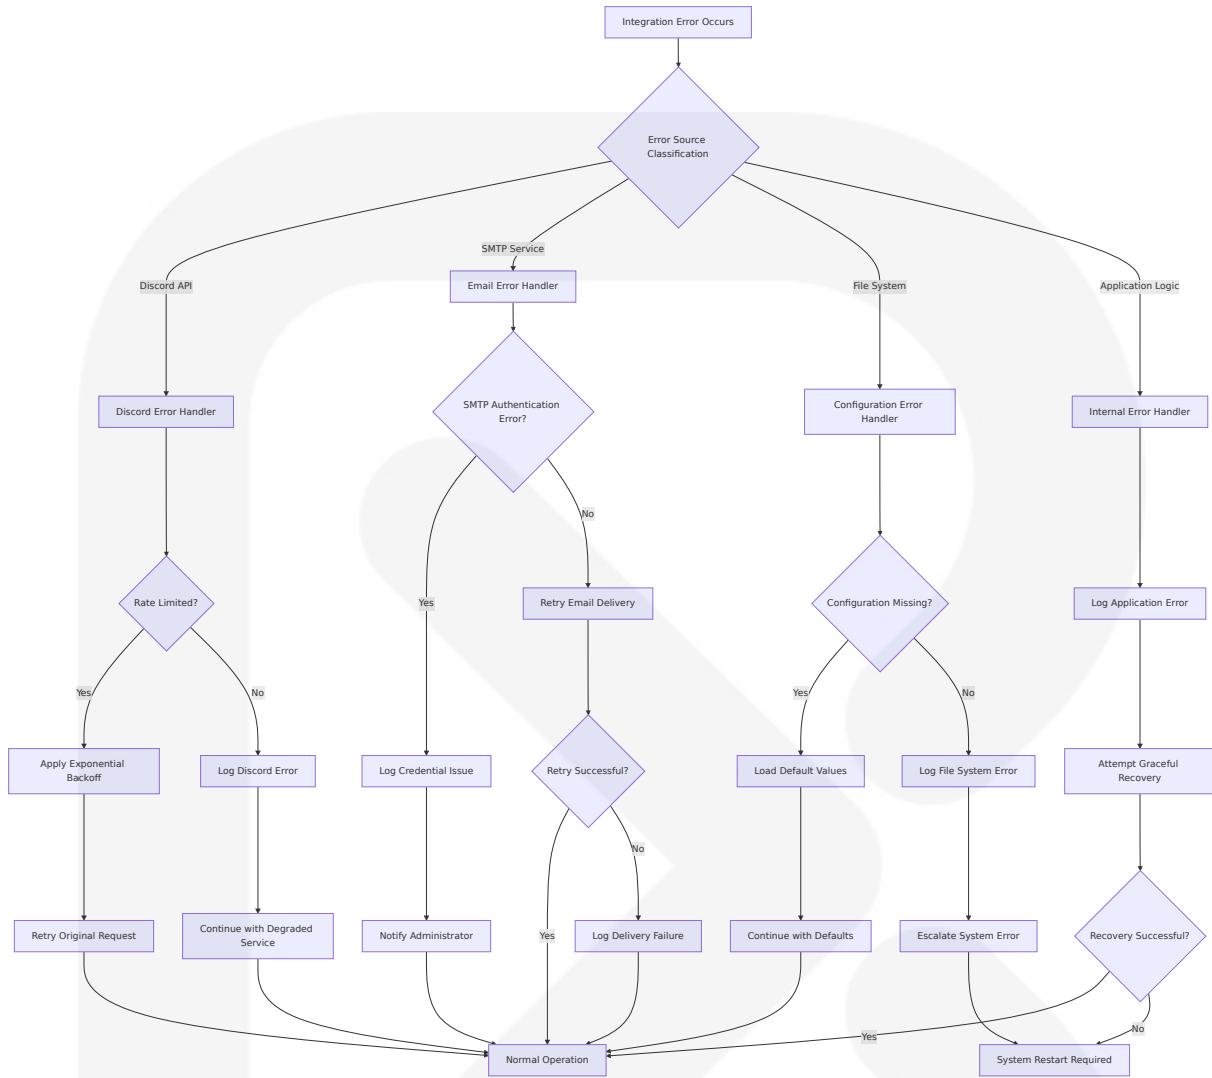 Integration Error Occurs
Error Source
Classification
SMTP Service
Discord API
Email Error Handler
File System
Application Logic
Discord Error Handler
SMTP Authentication
Error?
Configuration Error
Handler
Internal Error Handler
No
Rate Limited?
Yes
Retry Email Delivery
Configuration Missing?
Log Application Error
Yes
No
Yes
No
Apply Exponential
Backoff
Log Discord Error
Log Credential Issue
Retry Successful?
Load Default Values
Log File System Error
Attempt Graceful
Recovery
No
Retry Original Request
Continue with Degraded
Service
Notify Administrator
Yes
Log Delivery Failure
Continue with Defaults
Escalate System Error
Recovery Successful?
Yes
No
Normal Operation
System Restart Required